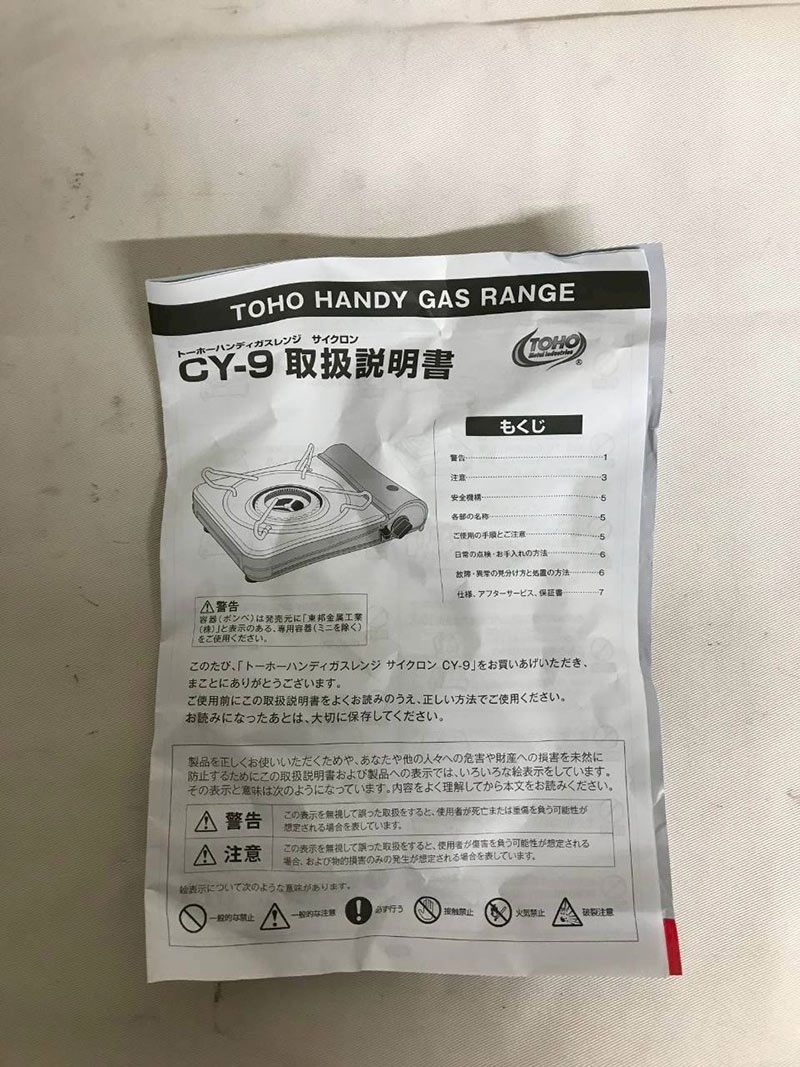 TOHO HANDY GAS RANGE
トーホーハンディガスレンジ サイクロン
CY-9 取扱説明書
TOHO
Metal Industries
®
もくじ
警告…1
注意…3
安全機構…5
各部の名称…5
ご使用の手順とご注意…5
日常の点検・お手入れの方法…6
故障・異常の見分け方と処置の方法…6
仕様、アフターサービス、保証書…7
⚠警告
容器(ボンベ)は発売元に「東邦金属工業
(株)」と表示のある、専用容器(ミニを除く)
をご使用ください。
このたび、「トーホーハンディガスレンジ サイクロン CY-9」をお買いあげいただき、
まことにありがとうございます。
ご使用前にこの取扱説明書をよくお読みのうえ、正しい方法でご使用ください。
お読みになったあとは、大切に保存してください。
製品を正しくお使いいただくためや、あなたや他の人々への危害や財産への損害を未然に
防止するためにこの取扱説明書および製品への表示では、いろいろな絵表示をしています。
その表示と意味は次のようになっています。内容をよく理解してから本文をお読みください。
⚠ 警告
この表示を無視して誤った取扱をすると、使用者が死亡または重傷を負う可能性が
想定される場合を表しています。
⚠ 注意
この表示を無視して誤った取扱をすると、使用者が傷害を負う可能性が想定される
場合、および物的損害のみの発生が想定される場合を表しています。
絵表示について次のような意味があります。
一般的な禁止 一般的な注意 必ず行う 接触禁止 火気禁止 破裂注意